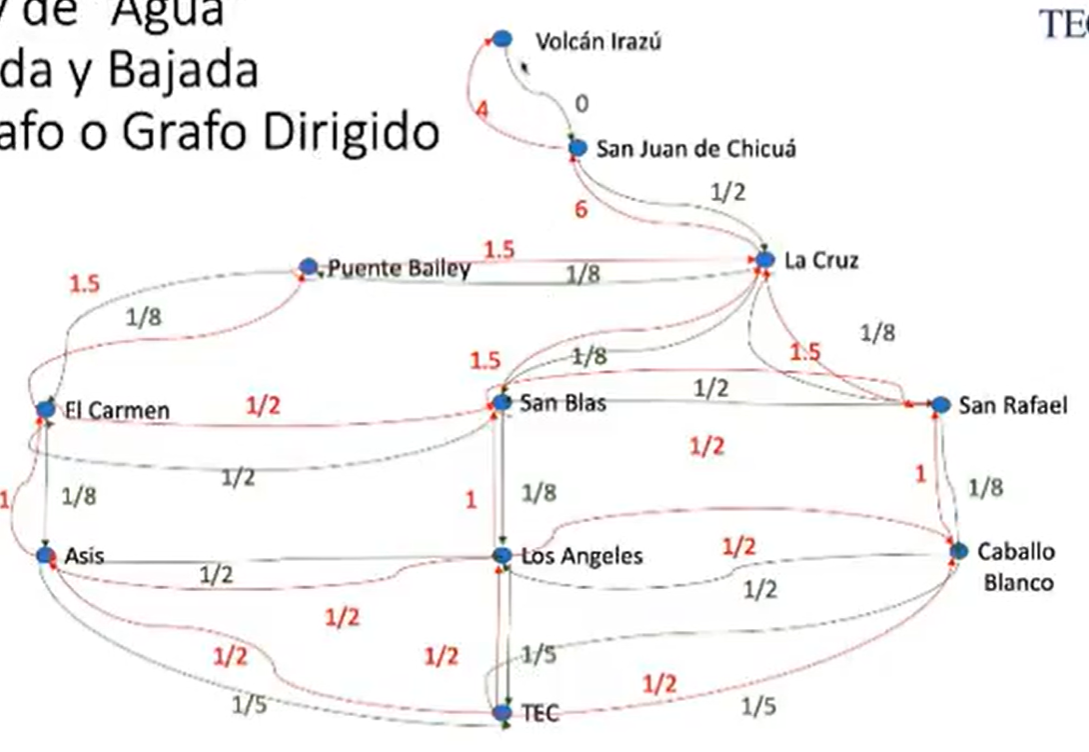 de Agua
TEC
da y Bajada
afo o Grafo Dirigido
Volcán Irazú
4
0
San Juan de Chicuá
6
1/2
Puente Bailey
1.5
1/8
La Cruz
1.5
1/8
1.5
1/8
1.5
1/8
El Carmen
1/2
San Blas
1/2
San Rafael
1/2
1/2
1
1/8
1
1/8
1
1/8
Asis
1/2
Los Angeles
1/2
1/2
Caballo
Blanco
1/2
1/2
1/2
1/5
1/5
TEC
1/2
1/5